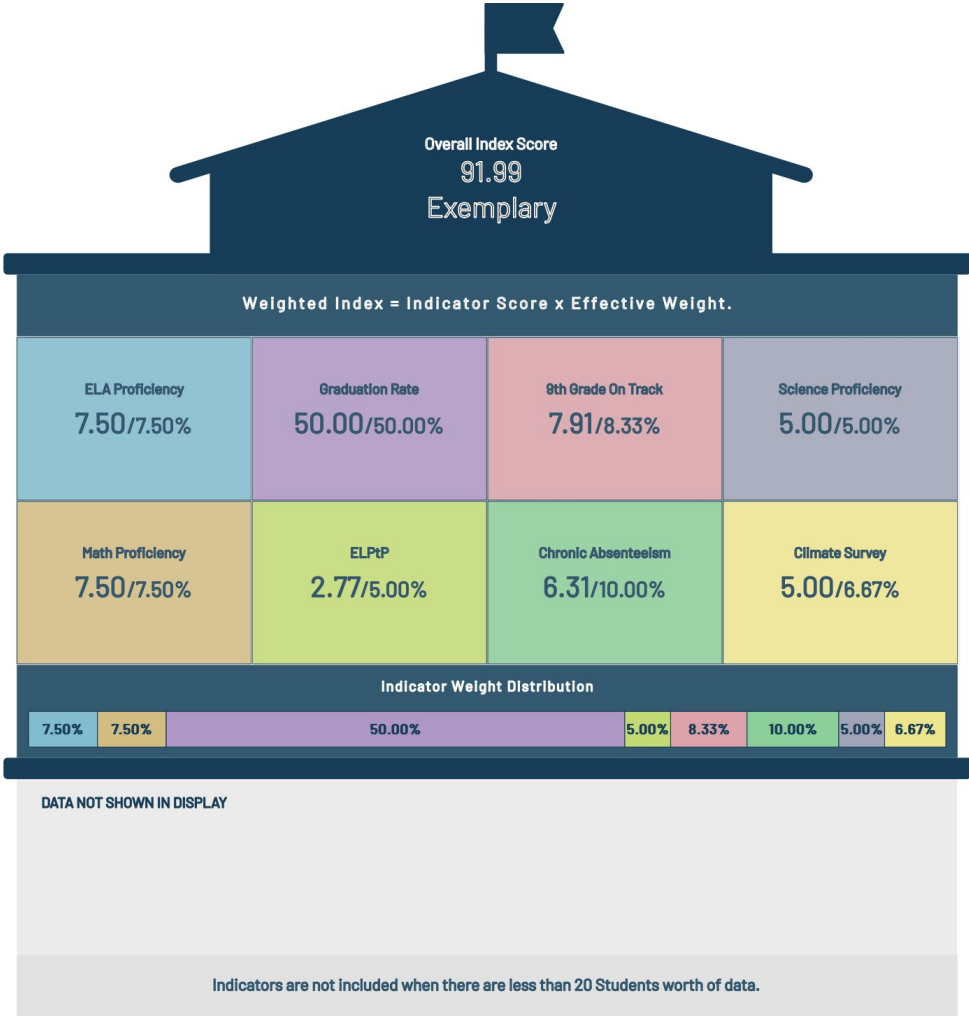 Overall Index Score
91.99
Exemplary
Weighted Index = Indicator Score x Effective Weight.
ELA Proficiency
7.50/7.50%
Graduation Rate
50.00/50.00%
9th Grade On Track
7.91/8.33%
Science Proficiency
5.00/5.00%
Math Proficiency
7.50/7.50%
ELPtP
2.77/5.00%
Chronic Absenteeism
6.31/10.00%
Climate Survey
5.00/6.67%
Indicator Weight Distribution
7.50% 7.50% 50.00% 5.00% 8.33% 10.00% 5.00% 6.67%
DATA NOT SHOWN IN DISPLAY
Indicators are not included when there are less than 20 Students worth of data.